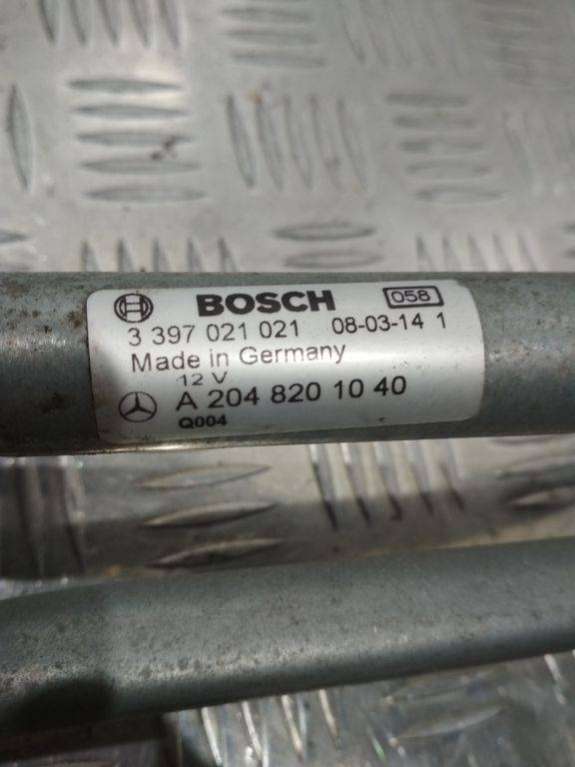 BOSCH 058
3 397 021 021 08-03-14 1
Made in Germany
12 V
A 204 820 10 40
Q004